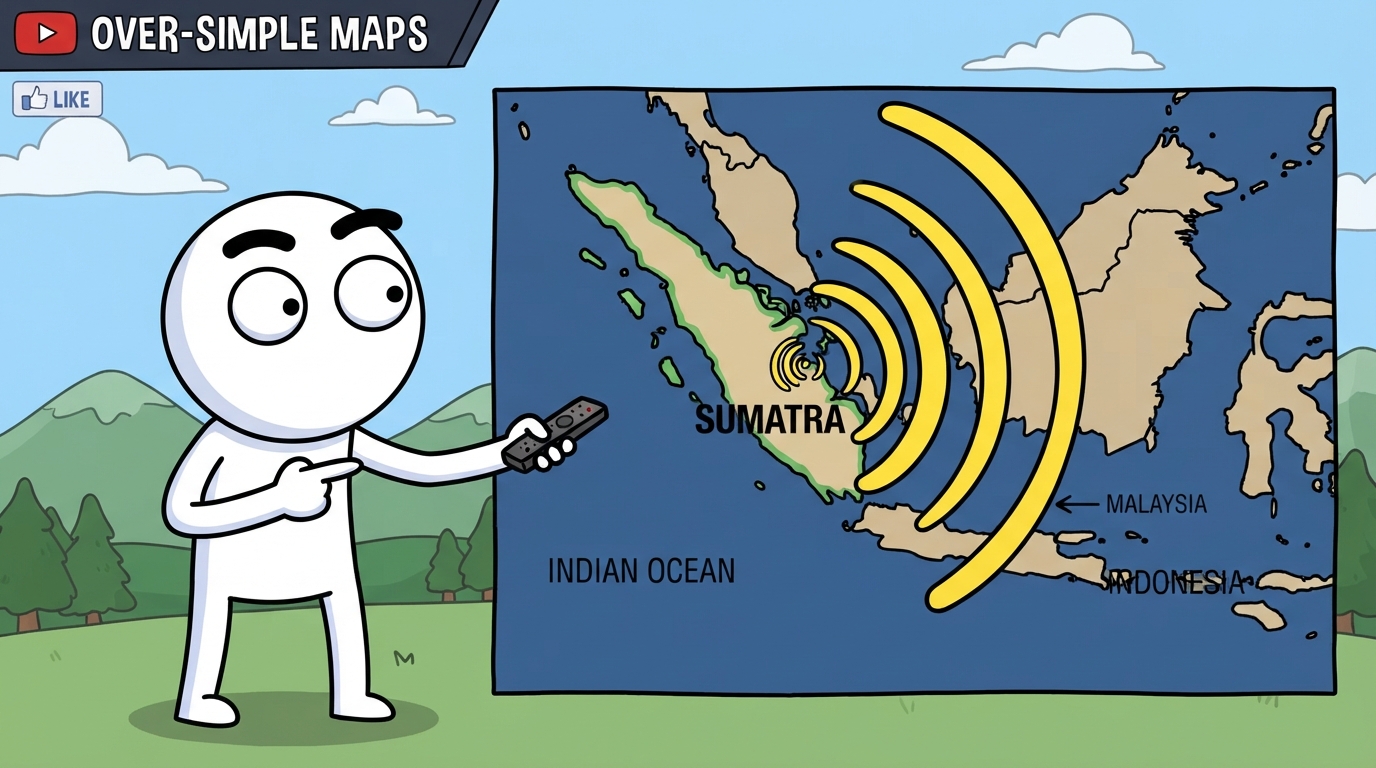 OVER-SIMPLE MAPS
LIKE
SUMATRA
MALAYSIA
INDIAN OCEAN
INDONESIA